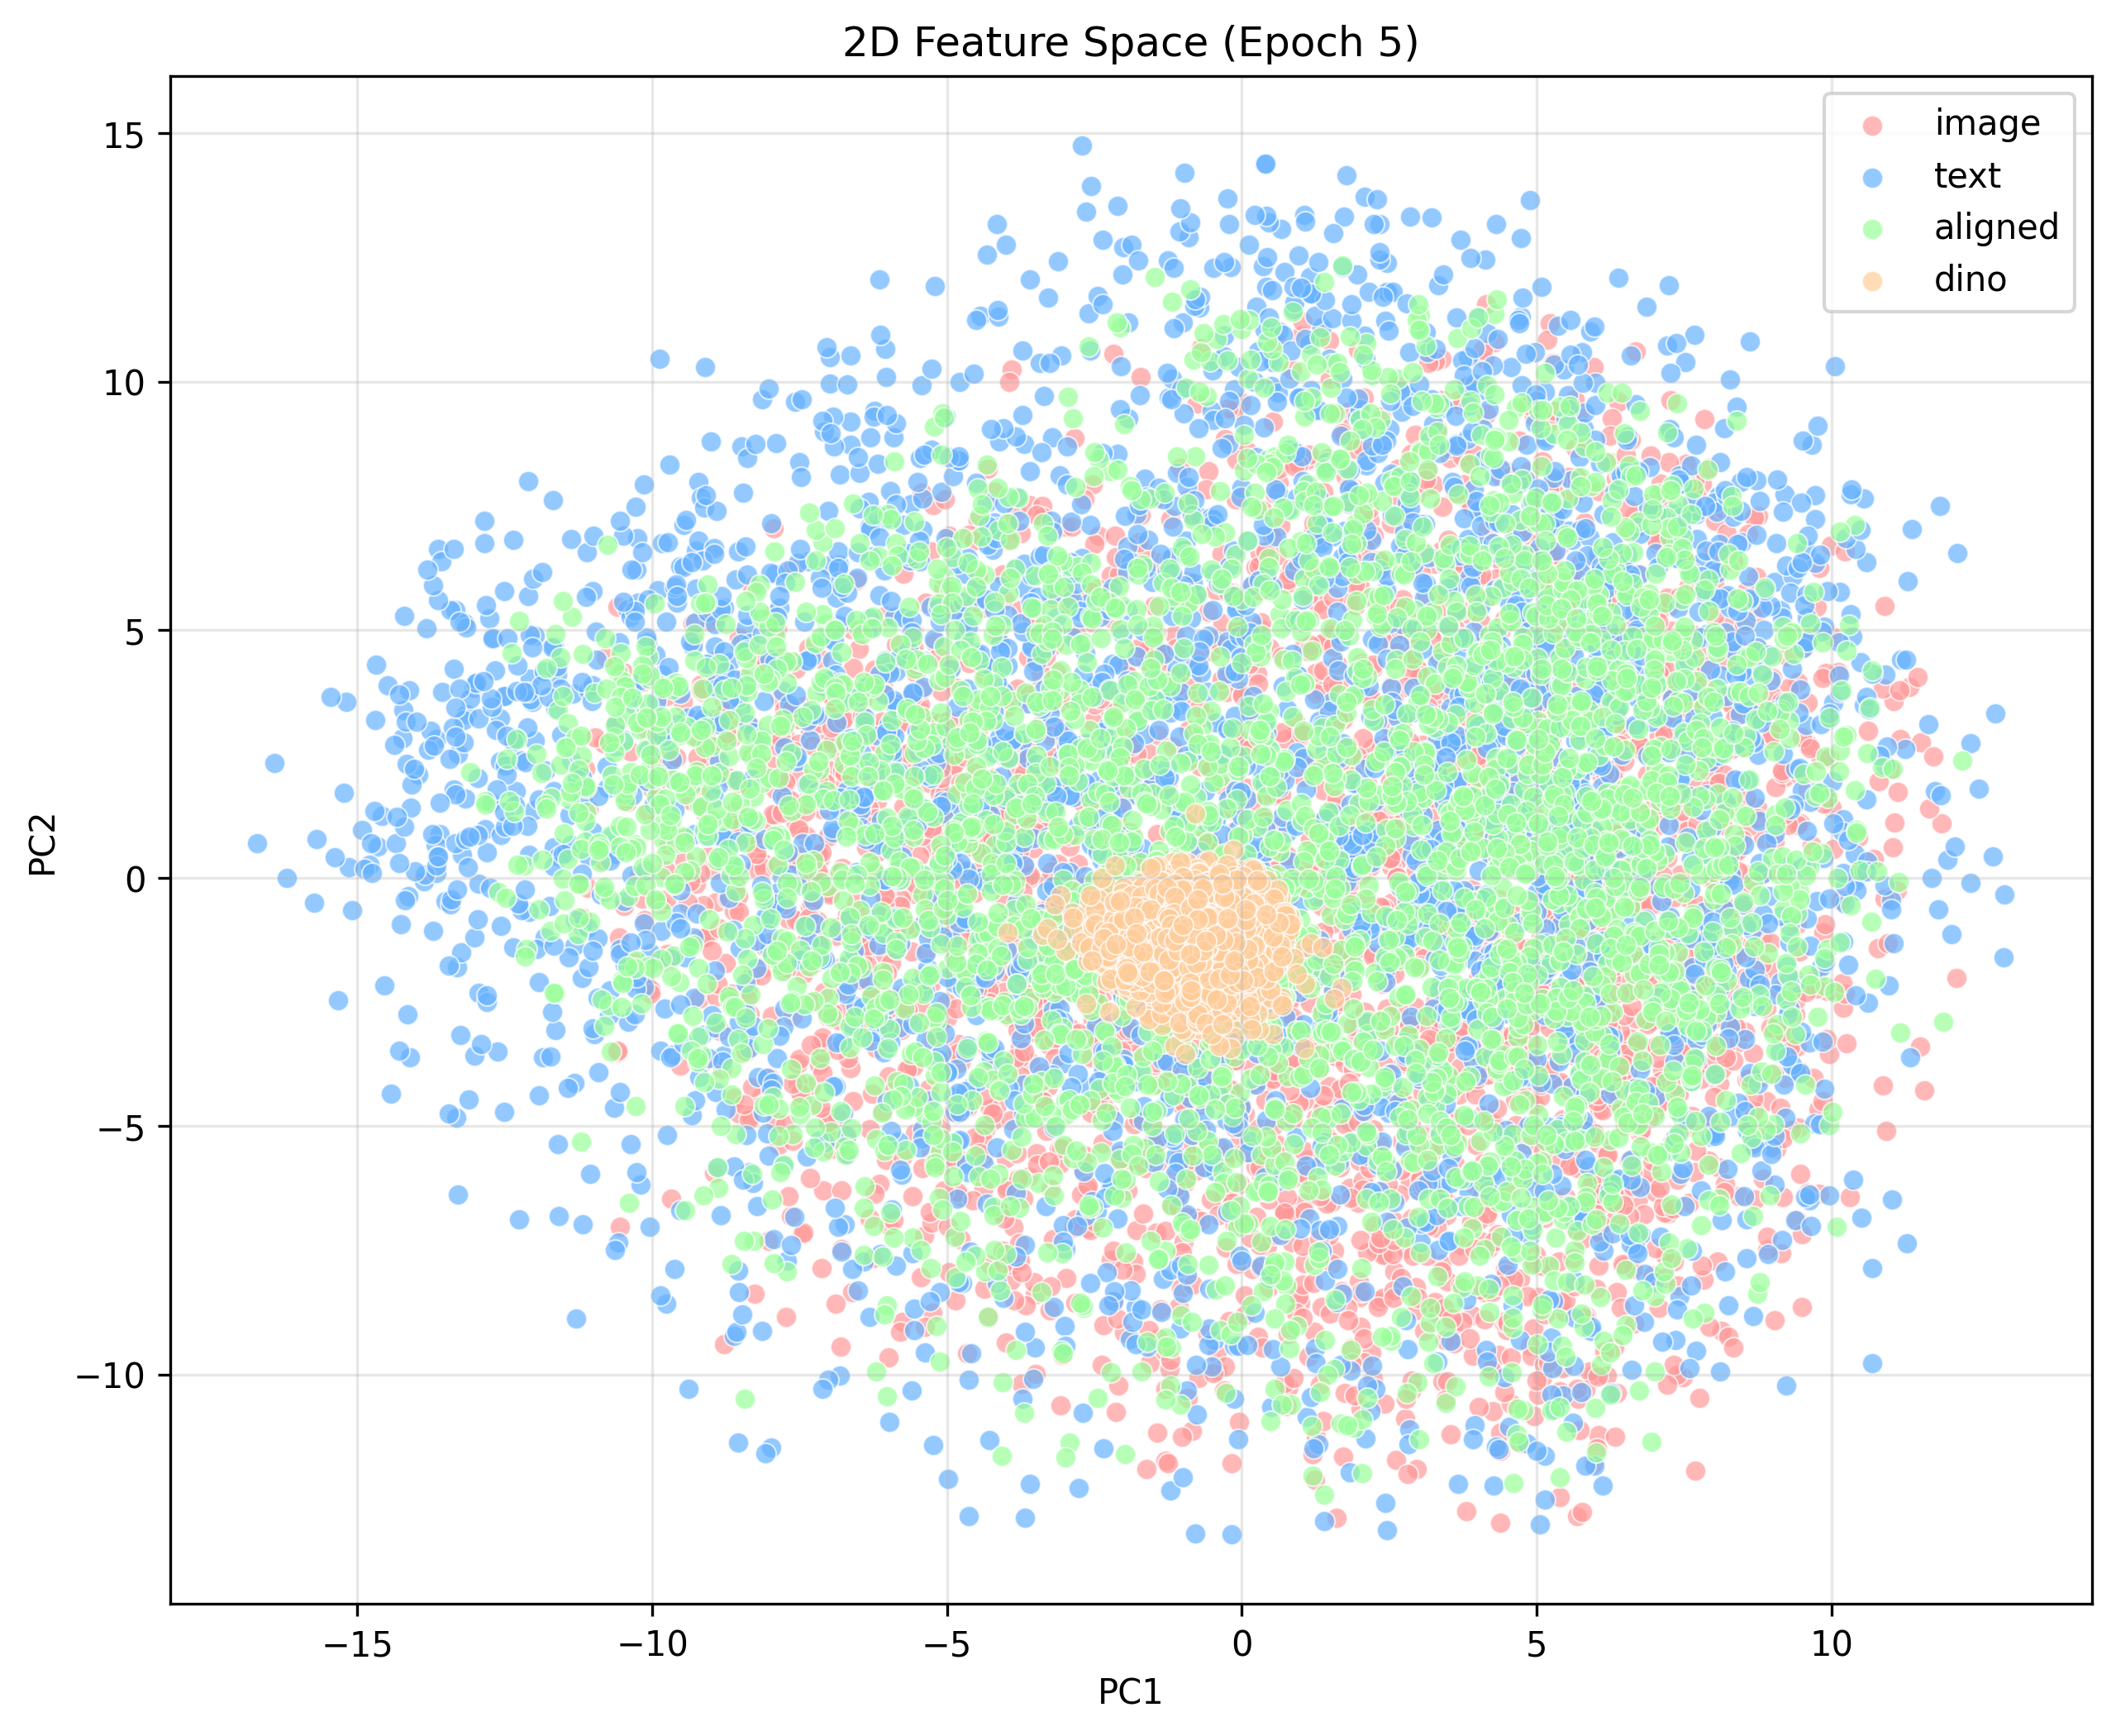 2D Feature Space (Epoch 5)
image
text
aligned
dino
15
10
5
0
−5
−10
PC2
−15
−10
−5
0
5
10
PC1